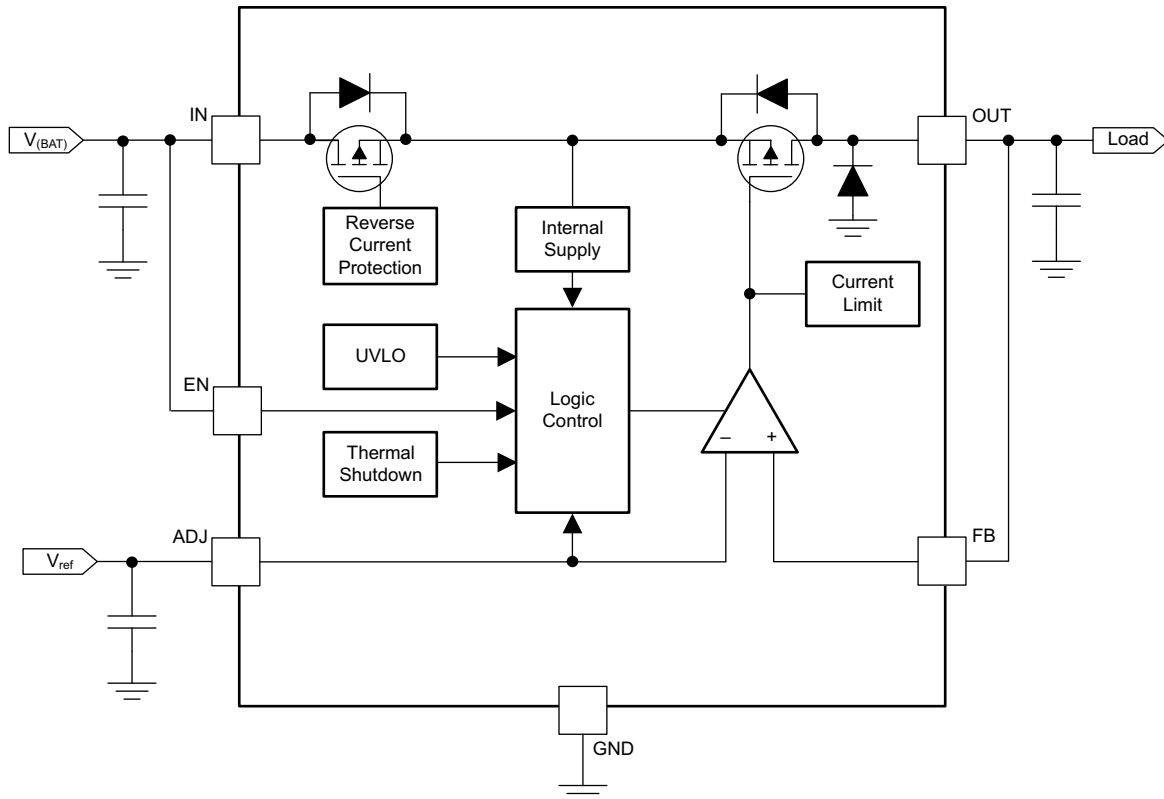 IN
OUT
V(BAT)
Load
Reverse
Current
Protection
Internal
Supply
Current
Limit
UVLO
EN
Logic
Control
– +
Thermal
Shutdown
ADJ
FB
Vref
GND